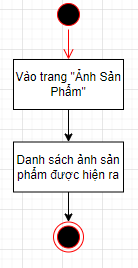 Vào trang "Ảnh Sản
Phẩm"
Danh sách ảnh sản
phẩm được hiện ra